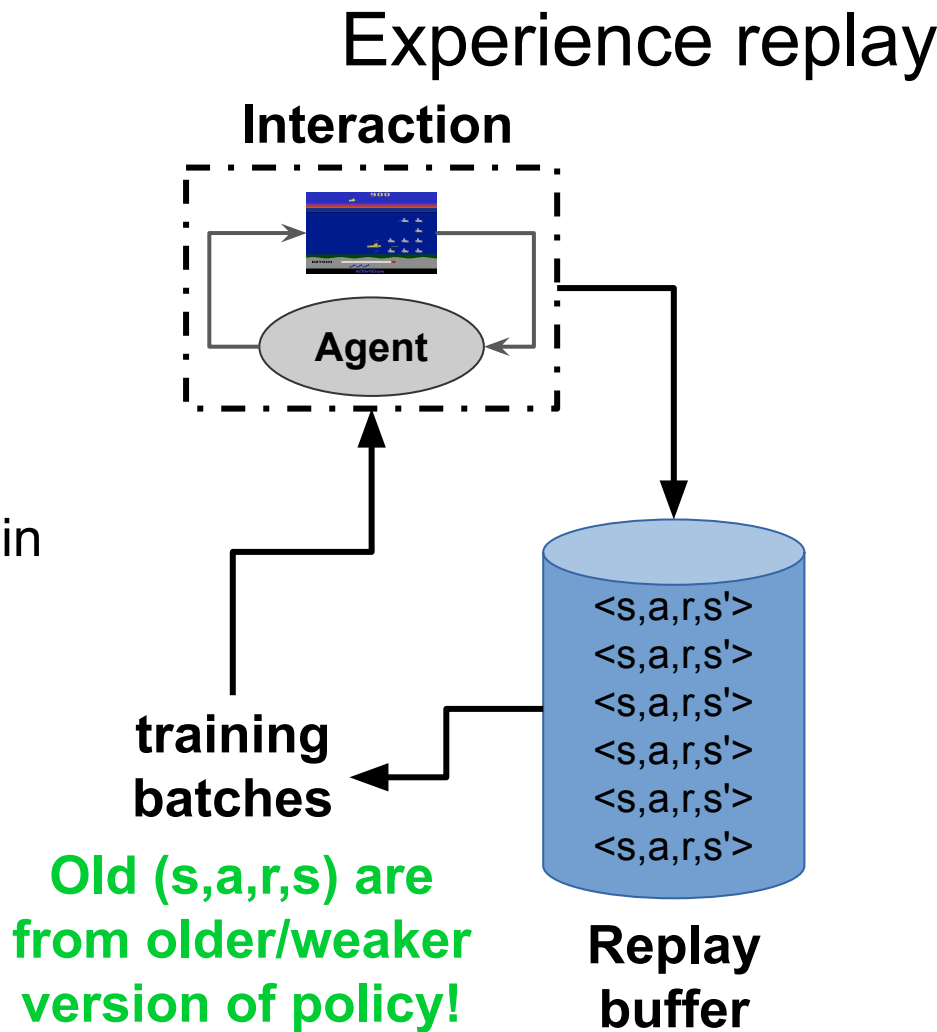 Experience replay
Interaction
900
Agent
in
<s,a,r,s'>
<s,a,r,s'>
<s,a,r,s'>
<s,a,r,s'>
<s,a,r,s'>
<s,a,r,s'>
training
batches
Old (s,a,r,s) are
from older/weaker
version of policy!
Replay
buffer